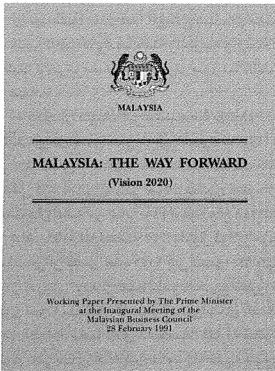 MALAYSIA
MALAYSIA: THE WAY FORWARD
(Vision 2020)
Working Paper Presented by The Prime Minister
at the Inaugural Meeting of the
Malaysian Business Council
28 February 1991